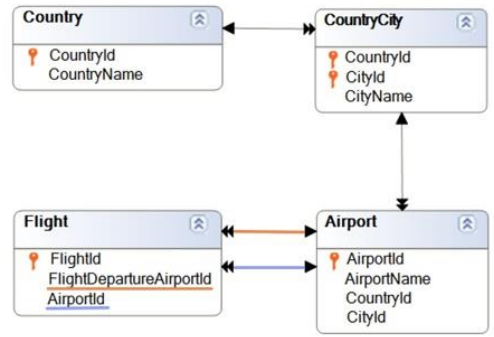 Country
CountryId
CountryName
CountryCity
CountryId
CityId
CityName
Flight
FlightId
FlightDepartureAirportId
AirportId
Airport
AirportId
AirportName
CountryId
CityId